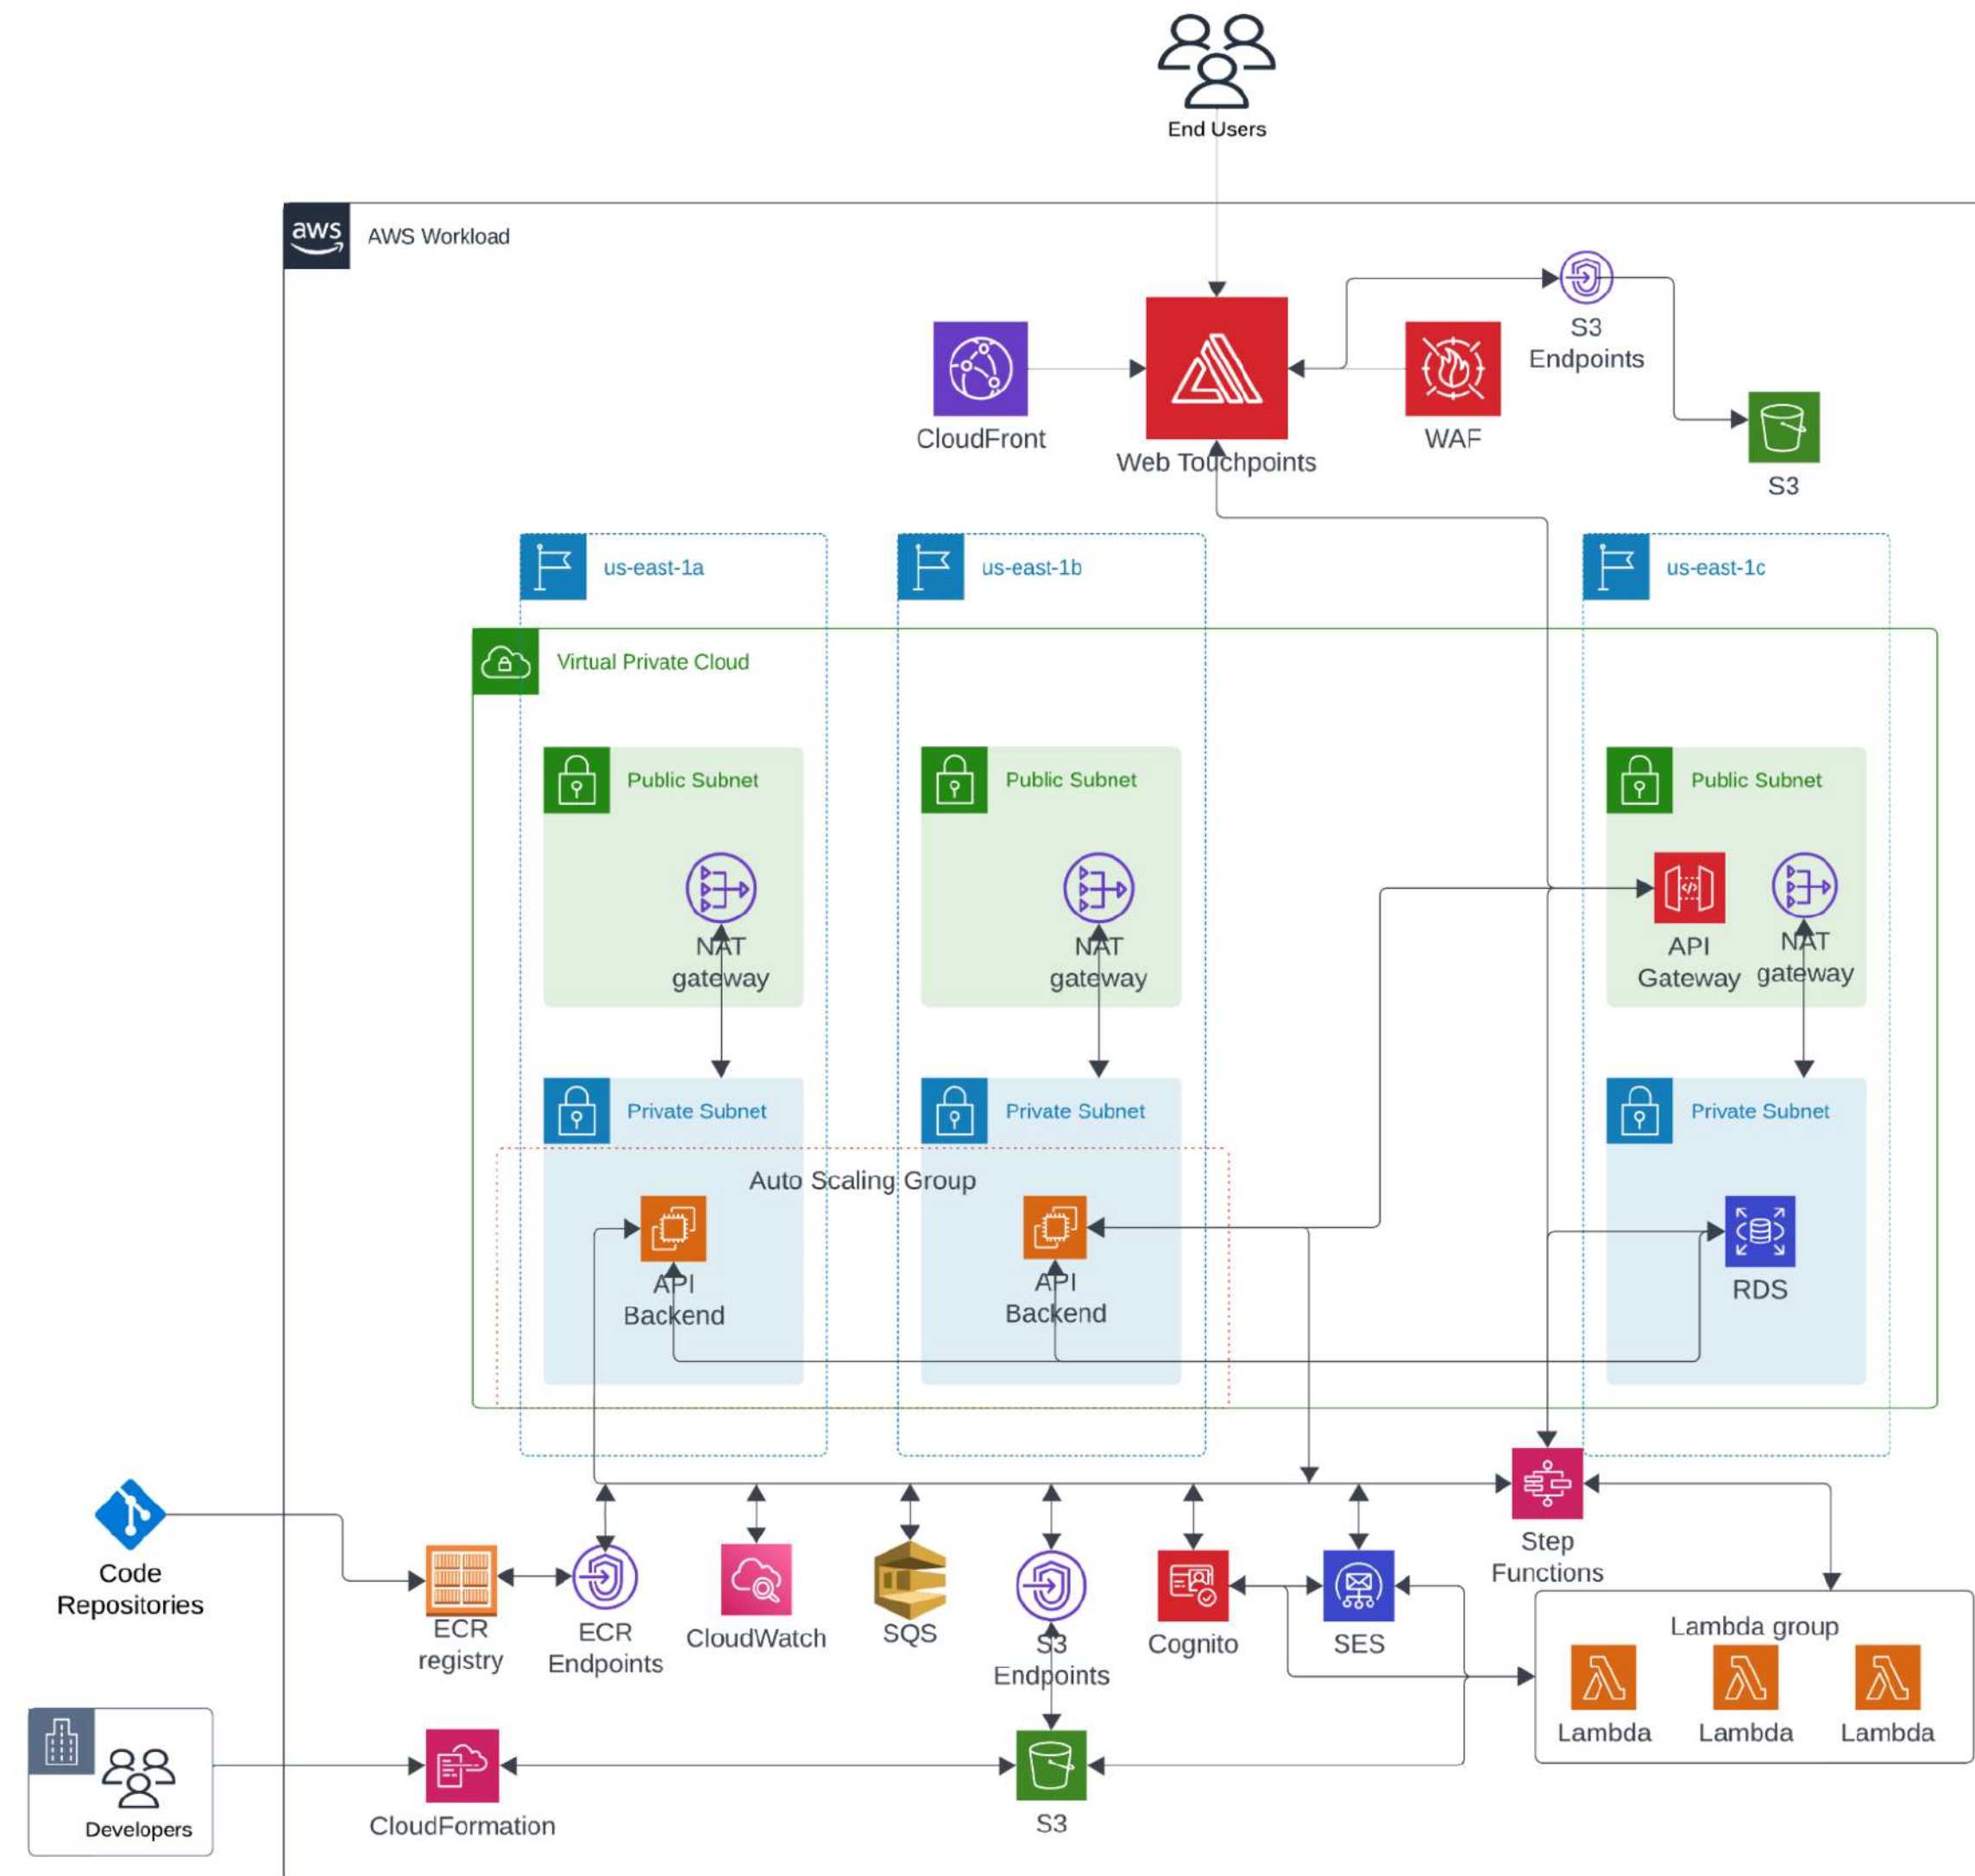 End Users
aws
AWS Workload
S3
Endpoints
CloudFront
Web Touchpoints
WAF
S3
us-east-1a
us-east-1b
us-east-1c
Virtual Private Cloud
Public Subnet
Public Subnet
Public Subnet
NAT
gateway
NAT
gateway
API
Gateway
NAT
gateway
Private Subnet
Private Subnet
Private Subnet
Auto Scaling Group
API
Backend
API
Backend
RDS
Code
Repositories
ECR
registry
ECR
Endpoints
CloudWatch
SQS
S3
Endpoints
Cognito
SES
Step
Functions
Lambda group
Lambda
Lambda
Lambda
Developers
CloudFormation
S3